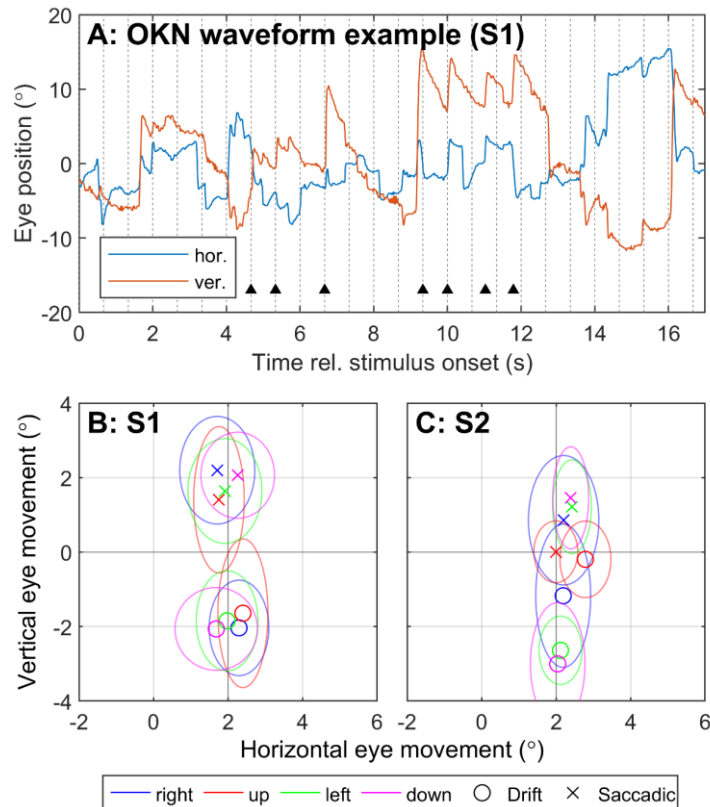 A: OKN waveform example (S1)
Eye position (°)
20
10
0
-10
-20
hor.
ver.
0 2 4 6 8 10 12 14 16
Time rel. stimulus onset (s)
B: S1
C: S2
Vertical eye movement (°)
4
2
0
-2
-4
-2 0 2 4 6
-2 0 2 4 6
Horizontal eye movement (°)
right up left down Drift Saccadic